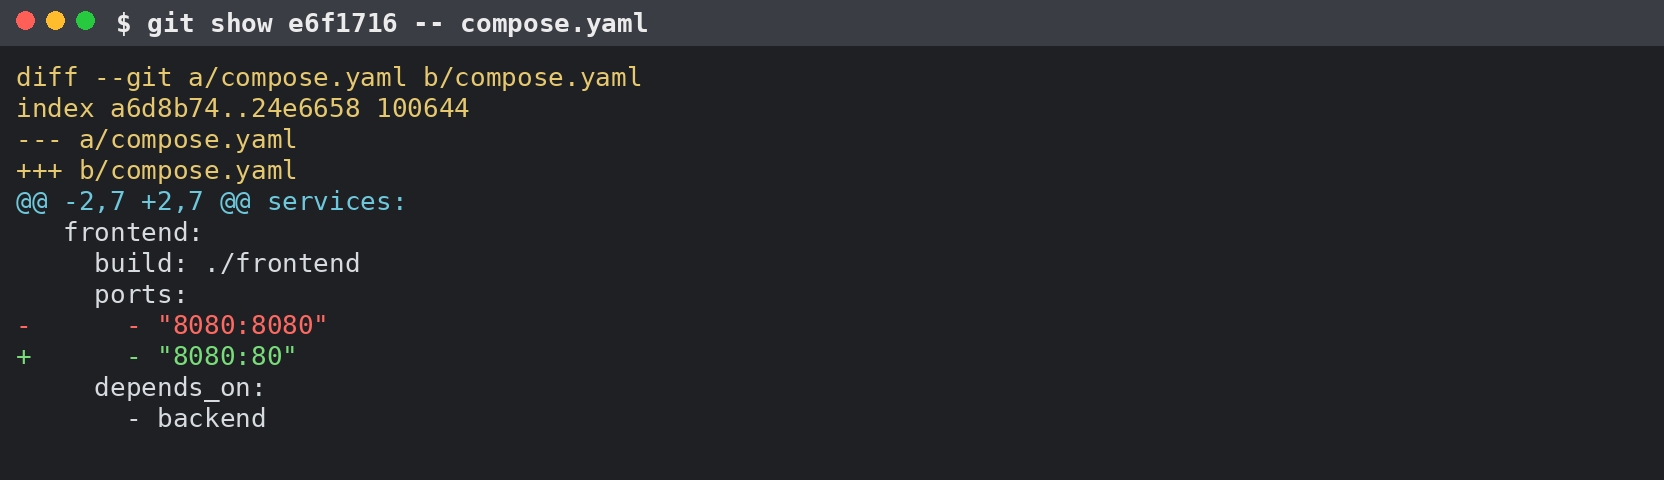 $ git show e6f1716 -- compose.yaml
diff --git a/compose.yaml b/compose.yaml
index a6d8b74..24e6658 100644
--- a/compose.yaml
+++ b/compose.yaml
@@ -2,7 +2,7 @@ services:
   frontend:
     build: ./frontend
     ports:
-      - "8080:8080"
+      - "8080:80"
     depends_on:
       - backend